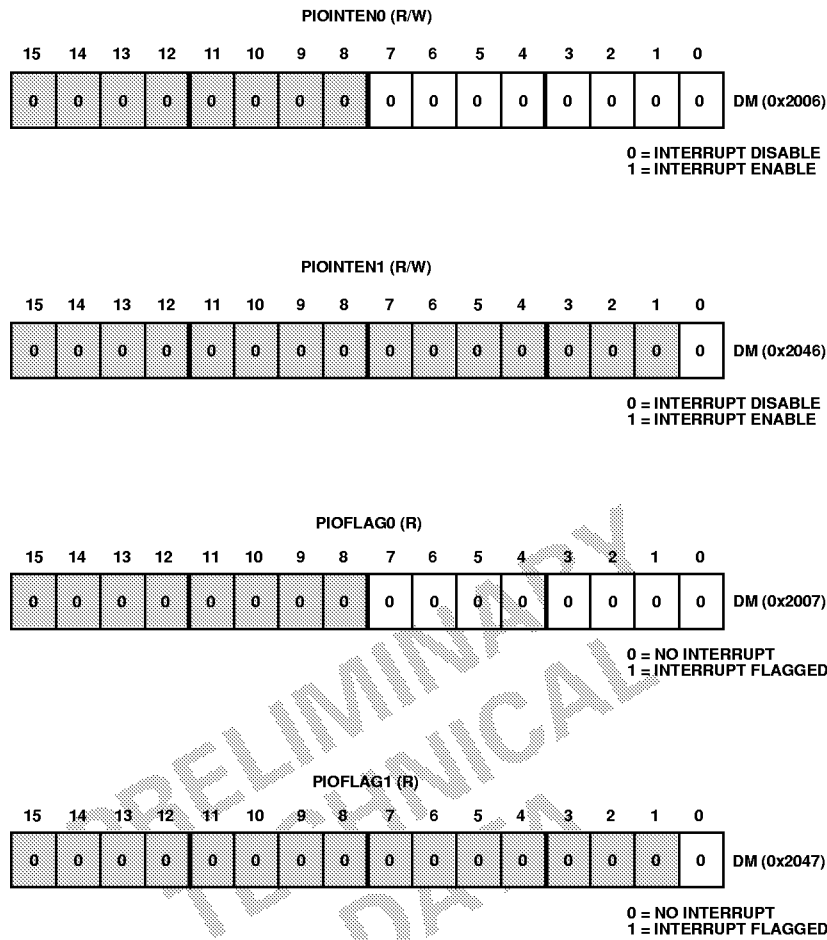 PIOINTEN0 (R/W)
15 14 13 12 11 10 9 8 7 6 5 4 3 2 1 0
0 0 0 0 0 0 0 0 0 0 0 0 0 0 0 0 DM (0x2006)
0 = INTERRUPT DISABLE
1 = INTERRUPT ENABLE
PIOINTEN1 (R/W)
15 14 13 12 11 10 9 8 7 6 5 4 3 2 1 0
0 0 0 0 0 0 0 0 0 0 0 0 0 0 0 0 DM (0x2046)
0 = INTERRUPT DISABLE
1 = INTERRUPT ENABLE
PIOFLAG0 (R)
15 14 13 12 11 10 9 8 7 6 5 4 3 2 1 0
0 0 0 0 0 0 0 0 0 0 0 0 0 0 0 0 DM (0x2007)
0 = NO INTERRUPT
1 = INTERRUPT FLAGGED
PIOFLAG1 (R)
15 14 13 12 11 10 9 8 7 6 5 4 3 2 1 0
0 0 0 0 0 0 0 0 0 0 0 0 0 0 0 0 DM (0x2047)
0 = NO INTERRUPT
1 = INTERRUPT FLAGGED
PRELIMINARY
TECHNICAL
DATA